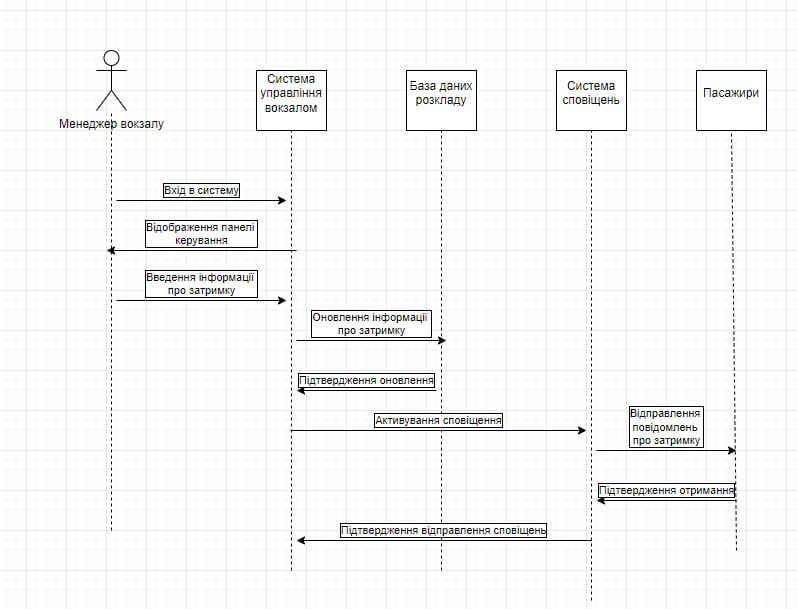 Менеджер вокзалу
Система
управління
вокзалом
База даних
розкладу
Система
сповіщень
Пасажири
Вхід в систему
Відображення панелі
керування
Введення інформації
про затримку
Оновлення інформації
про затримку
Підтвердження оновлення
Активування сповіщення
Відправлення
повідомлень
про затримку
Підтвердження отримання
Підтвердження відправлення сповіщень